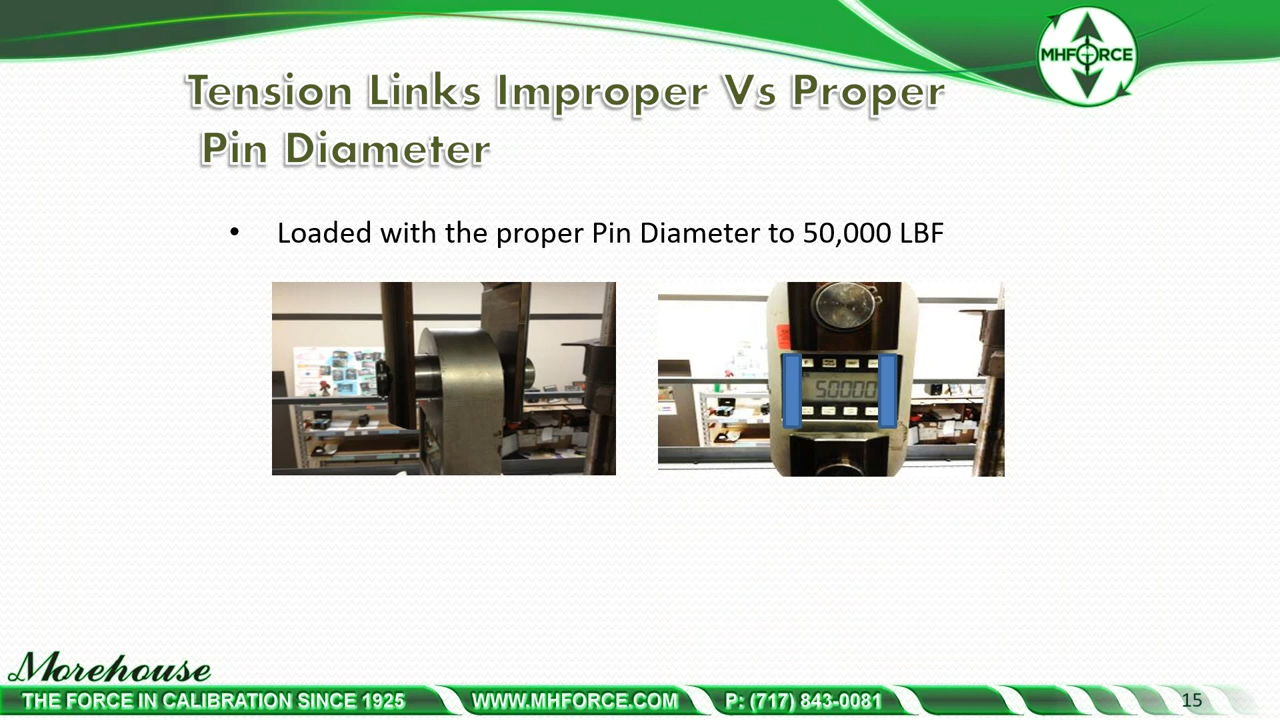 MHFORCE
Tension Links Improper Vs Proper
Pin Diameter
• Loaded with the proper Pin Diameter to 50,000 LBF
50000
Morehouse
THE FORCE IN CALIBRATION SINCE 1925 WWW.MHFORCE.COM P: (717) 843-0081 15